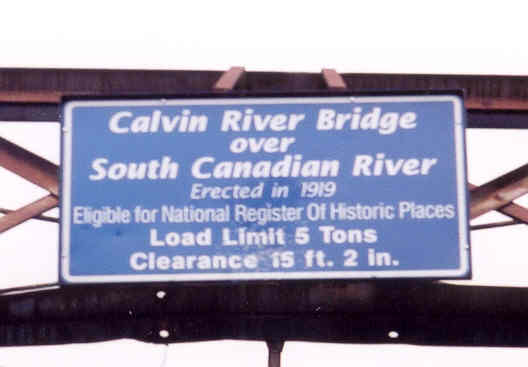 Calvin River Bridge
over
South Canadian River
Erected in 1919
Eligible for National Register Of Historic Places
Load Limit 5 Tons
Clearance 15 ft. 2 in.